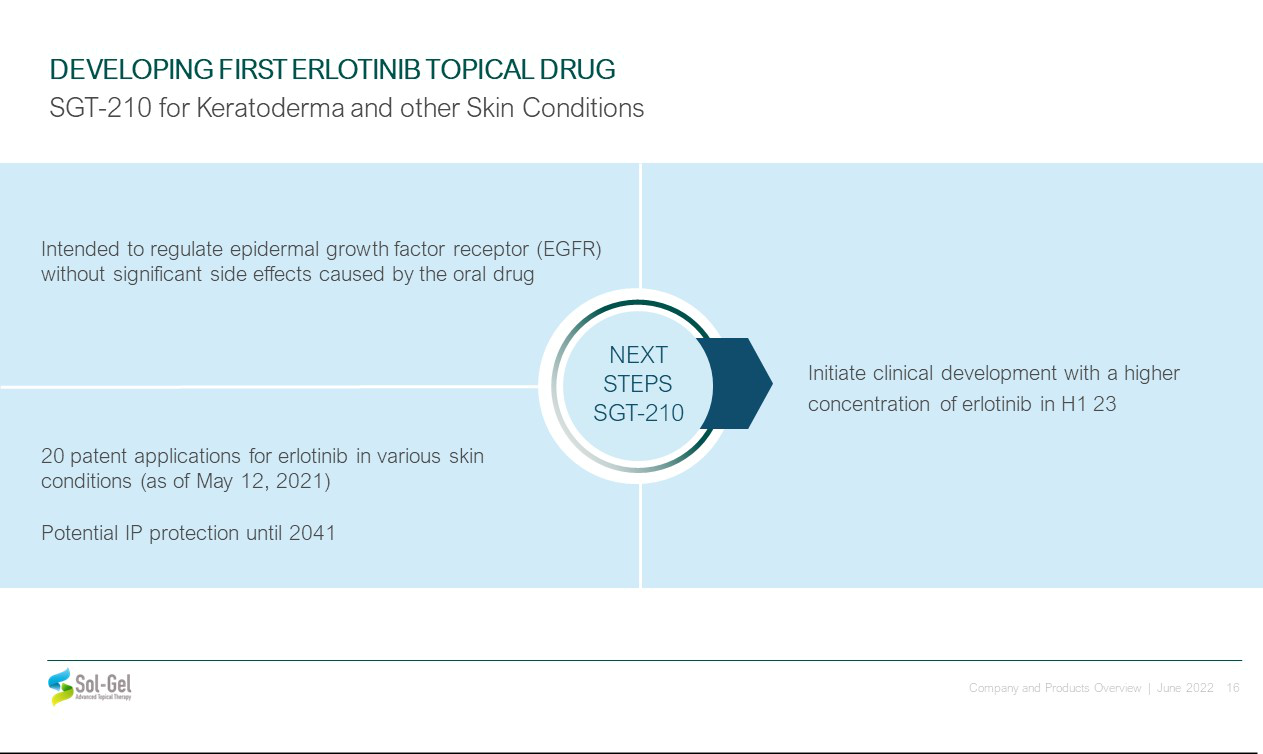 DEVELOPING FIRST ERLOTINIB TOPICAL DRUG
SGT-210 for Keratoderma and other Skin Conditions
Intended to regulate epidermal growth factor receptor (EGFR)
without significant side effects caused by the oral drug
20 patent applications for erlotinib in various skin
conditions (as of May 12, 2021)
Potential IP protection until 2041
NEXT
STEPS
SGT-210
Initiate clinical development with a higher
concentration of erlotinib in H1 23
Sol-Gel
Advanced Topical Therapy
Company and Products Overview | June 2022 16